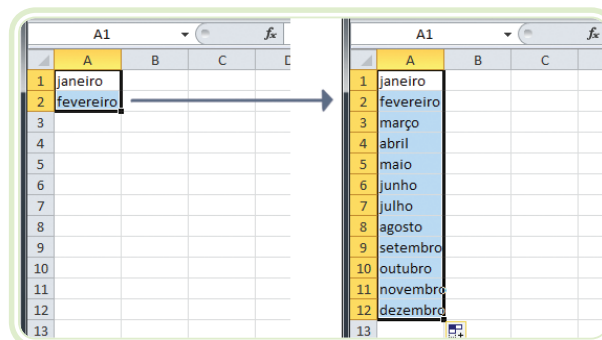 A1 fx
A B C D
1 janeiro
2 fevereiro
3
4
5
6
7
8
9
10
11
12
13
A1 fx
A B C
1 janeiro
2 fevereiro
3 março
4 abril
5 maio
6 junho
7 julho
8 agosto
9 setembro
10 outubro
11 novembro
12 dezembro
13